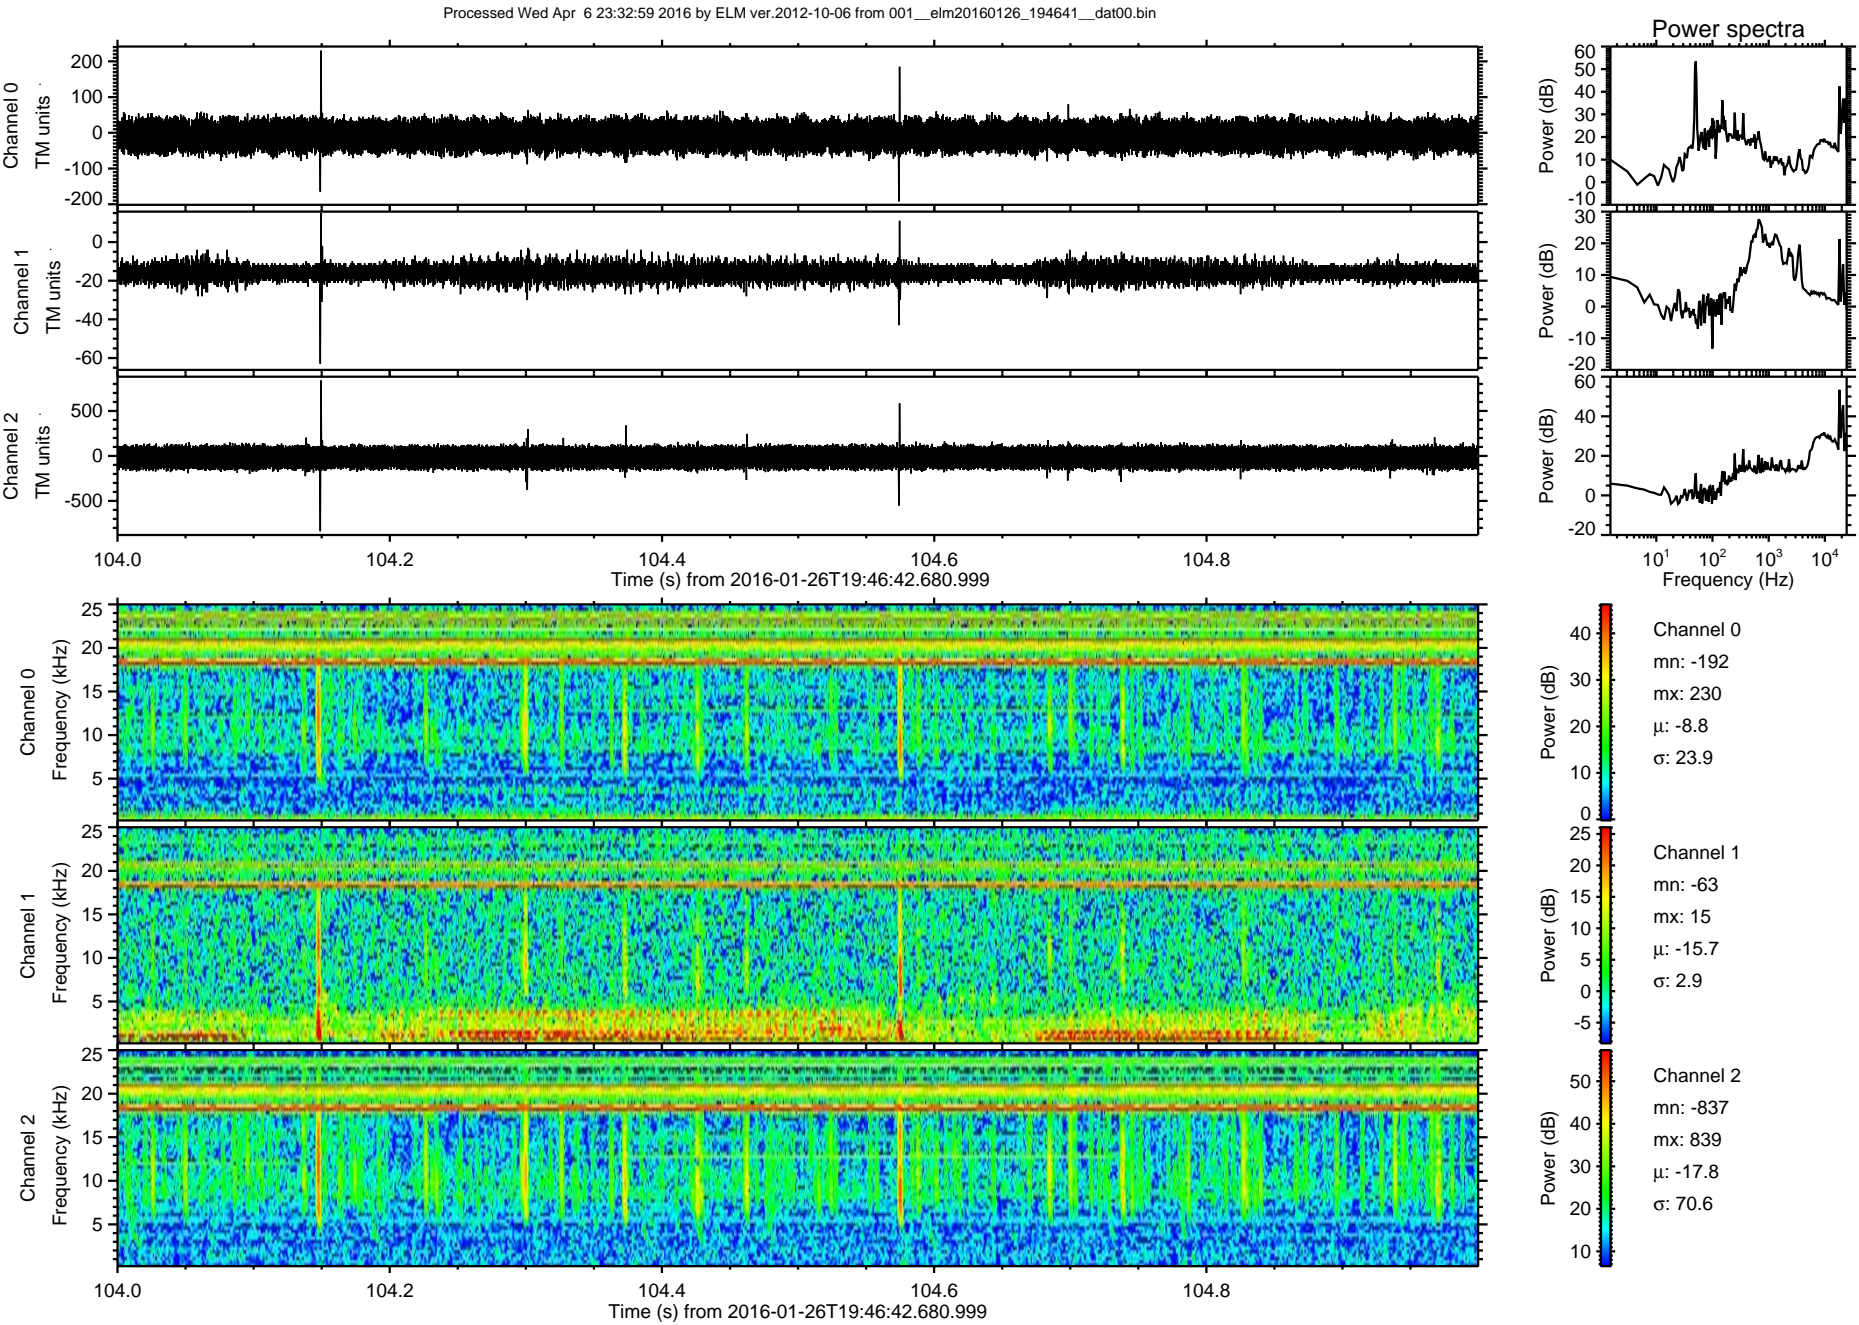 Processed Wed Apr  6 23:32:59 2016 by ELM ver.2012-10-06 from 001__elm20160126_194641__dat00.bin
Power spectra
Channel 0
TM units
200
100
0
-100
-200
Power (dB)
60
50
40
30
20
10
0
-10
Channel 1
TM units
0
-20
-40
-60
Power (dB)
30
20
10
0
-10
-20
Channel 2
TM units
500
0
-500
Power (dB)
60
40
20
0
-20
104.0 104.2 104.4 104.6 104.8
Time (s) from 2016-01-26T19:46:42.680.999
10^1 10^2 10^3 10^4
Frequency (Hz)
Channel 0
Frequency (kHz)
25
20
15
10
5
Power (dB)
40
30
20
10
0
Channel 0
mn: -192
mx: 230
μ: -8.8
σ: 23.9
Channel 1
Frequency (kHz)
25
20
15
10
5
Power (dB)
25
20
15
10
5
0
-5
Channel 1
mn: -63
mx: 15
μ: -15.7
σ: 2.9
Channel 2
Frequency (kHz)
25
20
15
10
5
Power (dB)
50
40
30
20
10
Channel 2
mn: -837
mx: 839
μ: -17.8
σ: 70.6
104.0 104.2 104.4 104.6 104.8
Time (s) from 2016-01-26T19:46:42.680.999